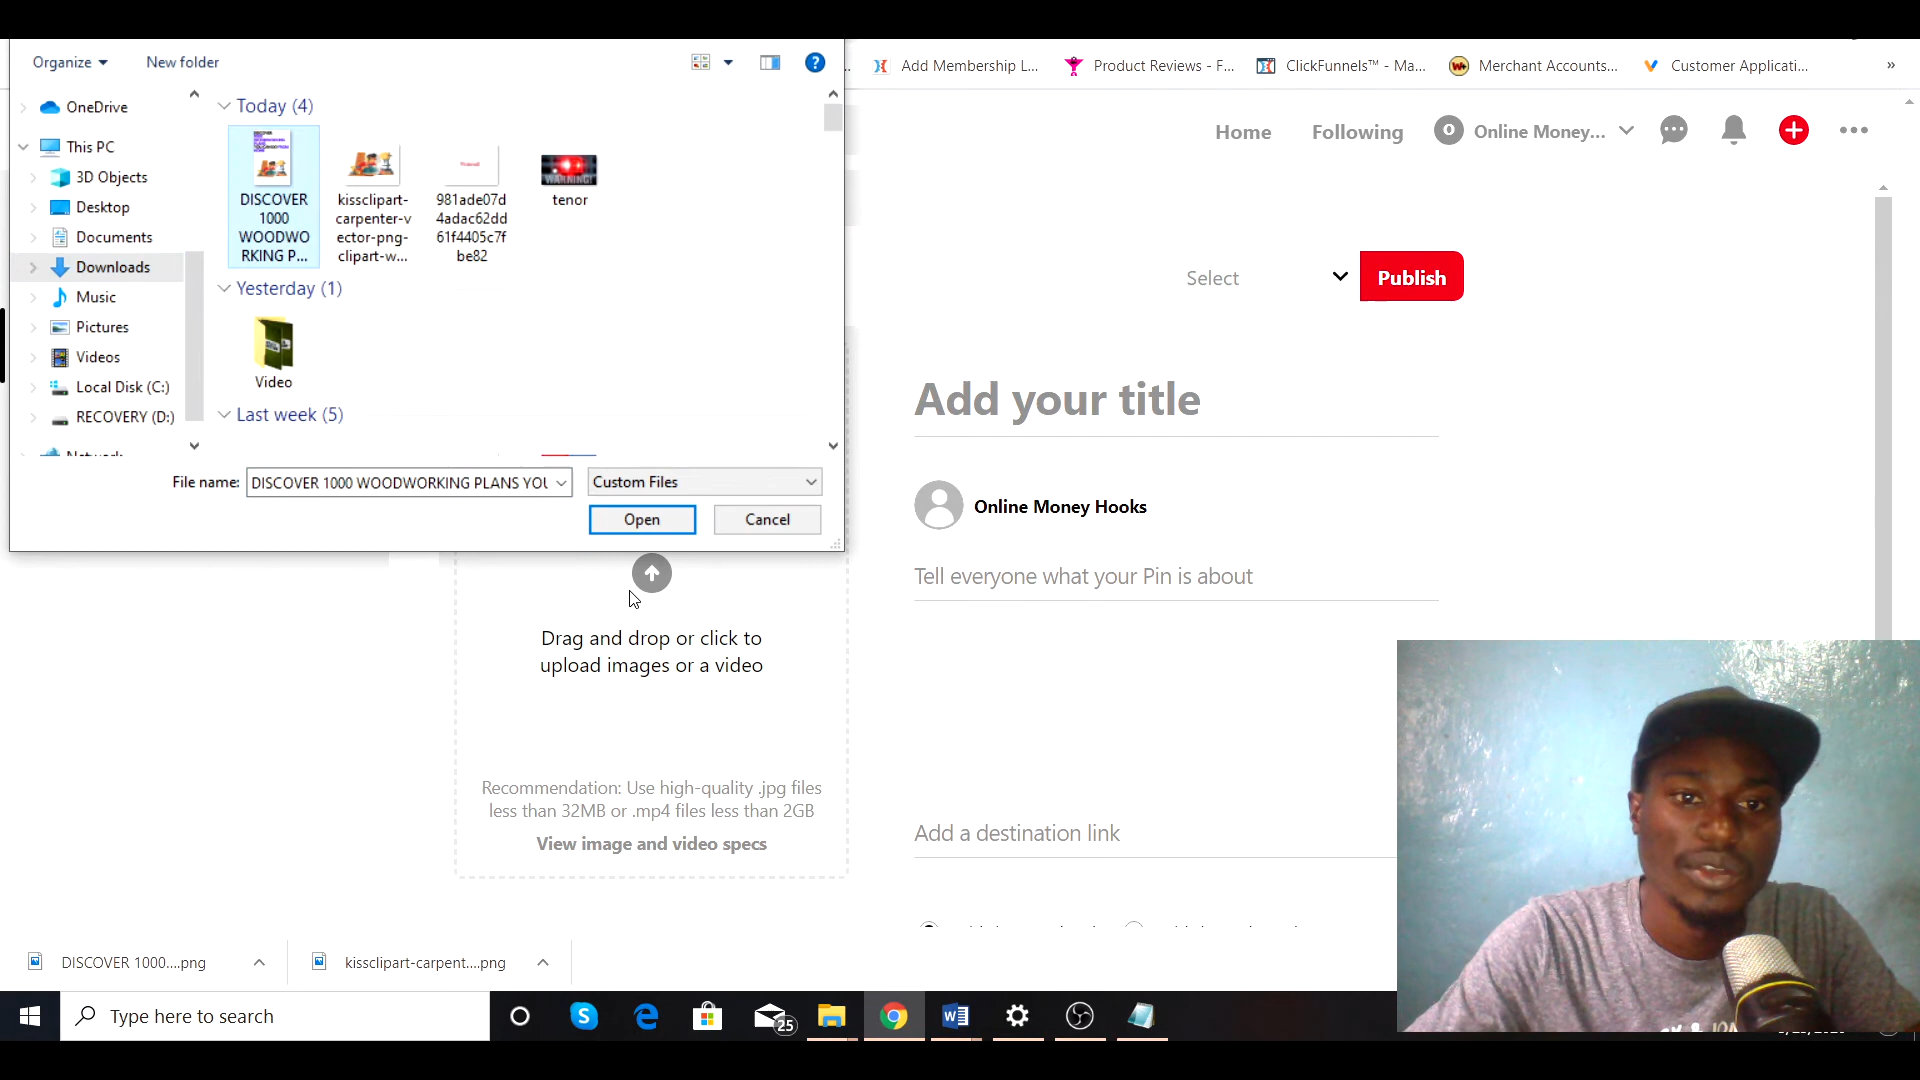 Organize
New folder
?
... Add Membership L... Product Reviews - F... ClickFunnels™ - Ma... Merchant Accounts... Customer Applicati... »
OneDrive
This PC
3D Objects
Desktop
Documents
Downloads
Music
Pictures
Videos
Local Disk (C:)
RECOVERY (D:)
Network
Today (4)
WARNING!
DISCOVER
1000
WOODWO
RKING P...
kissclipart-
carpenter-v
ector-png-
clipart-w...
981ade07d
4adac62dd
61f4405c7f
be82
tenor
Yesterday (1)
Video
Last week (5)
File name: DISCOVER 1000 WOODWORKING PLANS YOU
Custom Files
Open Cancel
Home Following O Online Money...
Select Publish
Add your title
Online Money Hooks
Tell everyone what your Pin is about
Drag and drop or click to
upload images or a video
Recommendation: Use high-quality .jpg files
less than 32MB or .mp4 files less than 2GB
View image and video specs
Add a destination link
DISCOVER 1000....png
kissclipart-carpent....png
Type here to search
25